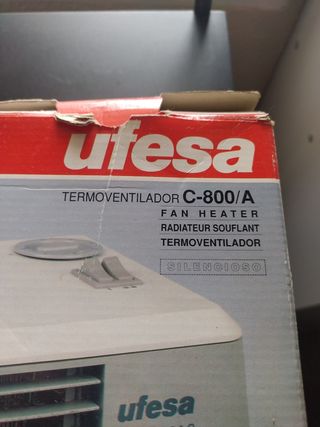 ufesa
TERMOVENTILADOR C-800/A
FAN HEATER
RADIATEUR SOUFLANT
TERMOVENTILADOR
SILENCIOSO
ufesa